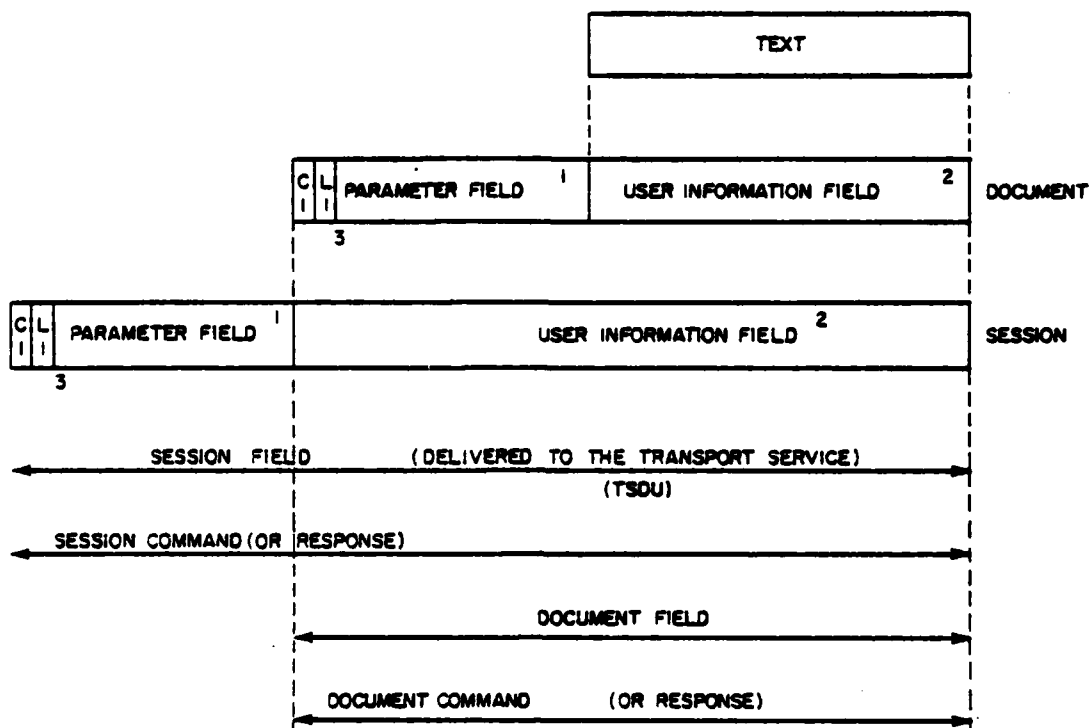 TEXT
C I L I PARAMETER FIELD 1 USER INFORMATION FIELD 2 DOCUMENT
3
C I L I PARAMETER FIELD 1 USER INFORMATION FIELD 2 SESSION
3
SESSION FIELD (DELIVERED TO THE TRANSPORT SERVICE)
(TSDU)
SESSION COMMAND (OR RESPONSE)
DOCUMENT FIELD
DOCUMENT COMMAND (OR RESPONSE)